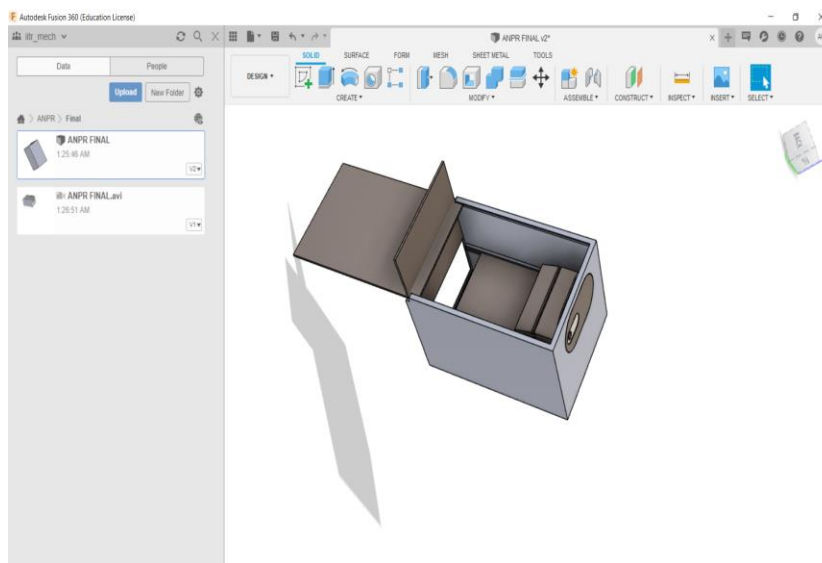 Autodesk Fusion 360 (Education License)
itr_mech
ANPR FINAL v2*
Data People
Upload New Folder
ANPR > Final
ANPR FINAL
1:25:46 AM
V2
ANPR FINAL.avi
1:26:51 AM
V1
DESIGN
SOLID SURFACE FORM MESH SHEET METAL TOOLS
CREATE MODIFY ASSEMBLE CONSTRUCT INSPECT INSERT SELECT
BACK